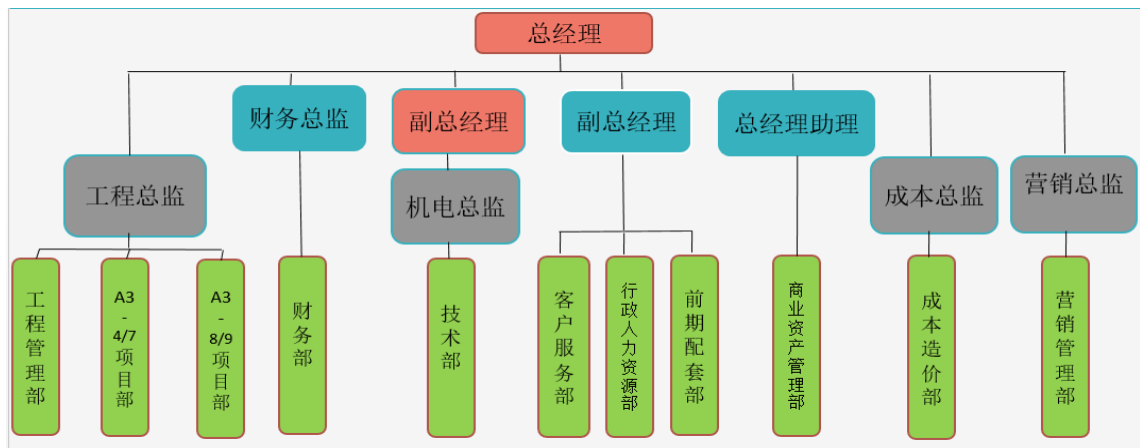 总经理
财务总监
副总经理
副总经理
总经理助理
工程总监
机电总监
成本总监
营销总监
工程管理部
A3-4/7项目部
A3-8/9项目部
财务部
技术部
客户服务部
行政人力资源部
前期配套部
商业资产管理部
成本造价部
营销管理部